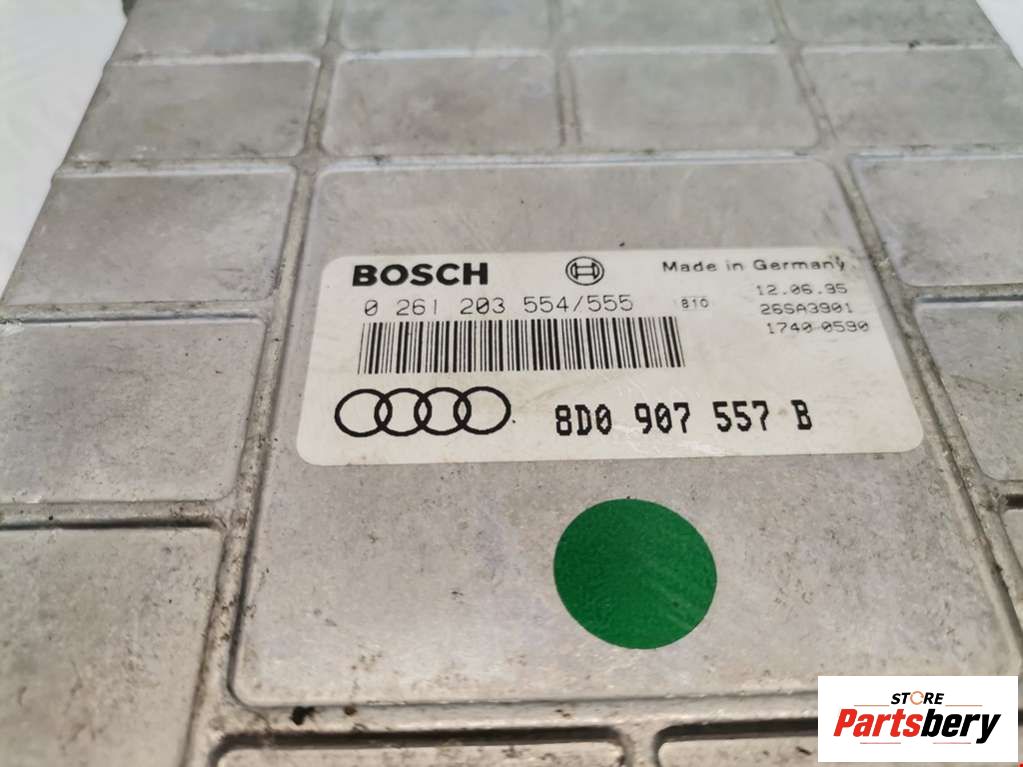 BOSCH
Made in Germany
0 261 203 554/555
810
12.06.95
26SA3901
1740 0590
8D0 907 557 B
STORE
Partsbery